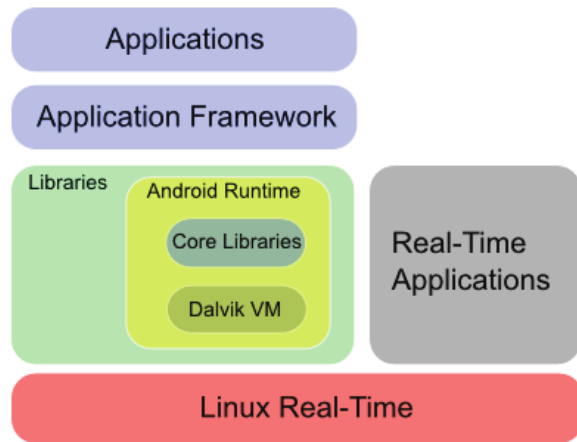 Applications
Application Framework
Libraries
Android Runtime
Core Libraries
Dalvik VM
Real-Time
Applications
Linux Real-Time